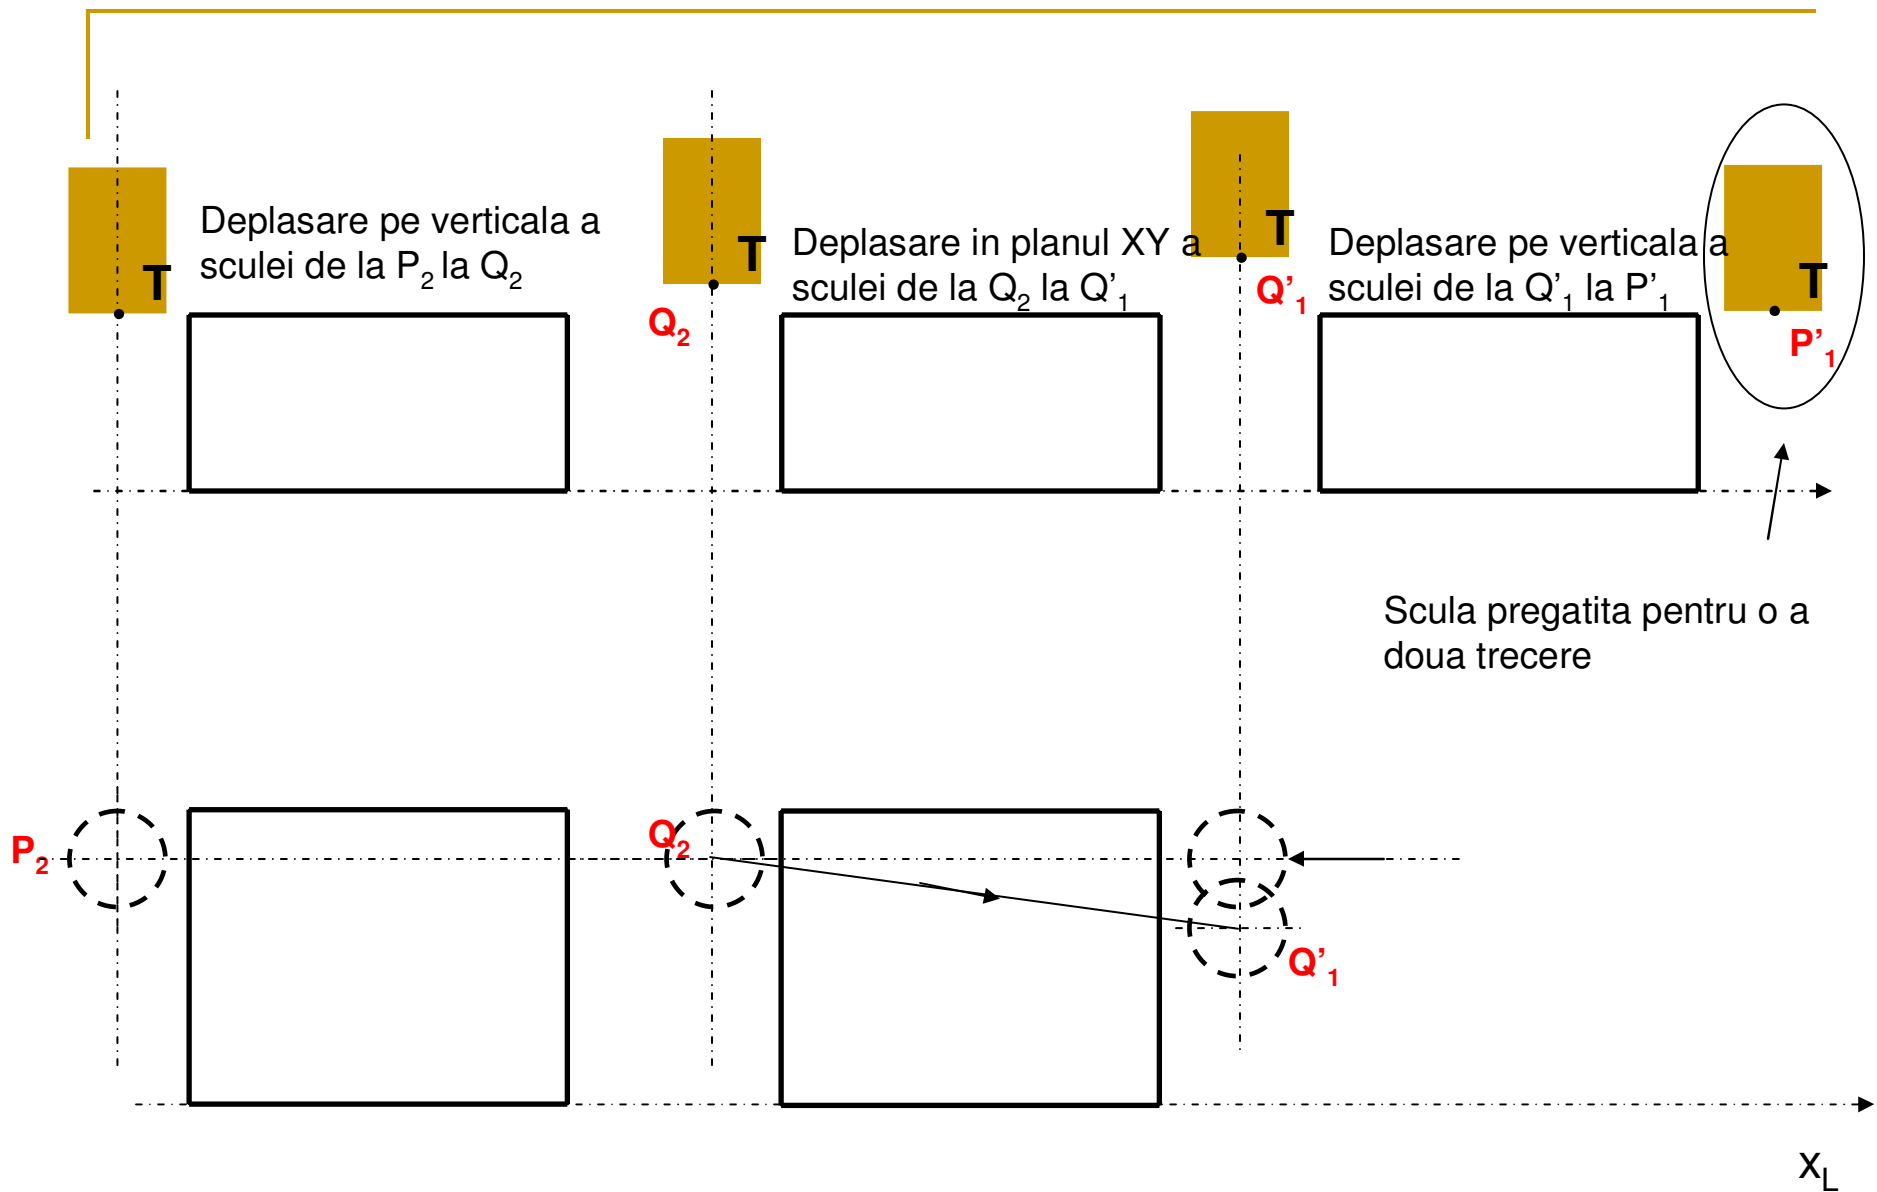 Deplasare pe verticala a
sculei de la P₂ la Q₂
T
T
Q₂
Deplasare in planul XY a
sculei de la Q₂ la Q’₁
T
Q’₁
Deplasare pe verticala a
sculei de la Q’₁ la P’₁
T
P’₁
Scula pregatita pentru o a
doua trecere
P₂
Q₂
Q’₁
x_L